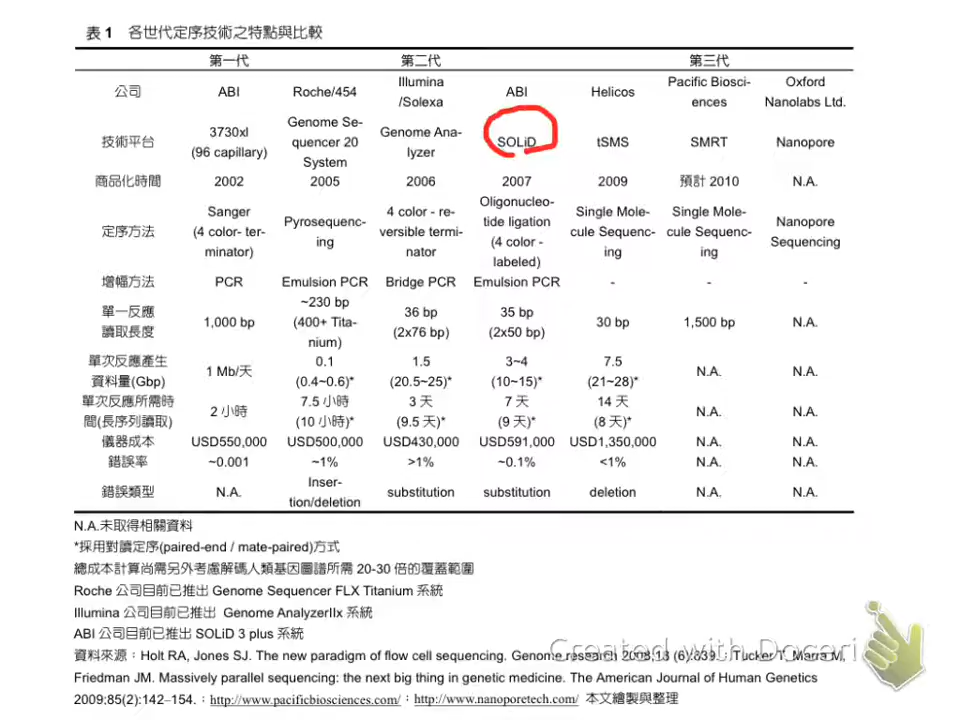 表 1 各世代定序技術之特點與比較
第一代 第二代 第三代
公司 ABI Roche/454 Illumina /Solexa ABI Helicos Pacific Biosci-ences Oxford Nanolabs Ltd.
技術平台 3730xl (96 capillary) Genome Se-quencer 20 System Genome Ana-lyzer SOLiD tSMS SMRT Nanopore
商品化時間 2002 2005 2006 2007 2009 預計 2010 N.A.
定序方法 Sanger (4 color- ter-minator) Pyrosequenc-ing 4 color - re-versible termi-nator Oligonucleo-tide ligation (4 color - labeled) Single Mole-cule Sequenc-ing Single Mole-cule Sequenc-ing Nanopore Sequencing
增幅方法 PCR Emulsion PCR Bridge PCR Emulsion PCR - - -
單一反應讀取長度 1,000 bp ~230 bp (400+ Tita-nium) 36 bp (2x76 bp) 35 bp (2x50 bp) 30 bp 1,500 bp N.A.
單次反應產生資料量(Gbp) 1 Mb/天 0.1 (0.4~0.6)* 1.5 (20.5~25)* 3~4 (10~15)* 7.5 (21~28)* N.A. N.A.
單次反應所需時間(長序列讀取) 2 小時 7.5 小時 (10 小時)* 3 天 (9.5 天)* 7 天 (9 天)* 14 天 (8 天)* N.A. N.A.
儀器成本 USD550,000 USD500,000 USD430,000 USD591,000 USD1,350,000 N.A. N.A.
錯誤率 ~0.001 ~1% >1% ~0.1% <1% N.A. N.A.
錯誤類型 N.A. Inser-tion/deletion substitution substitution deletion N.A. N.A.
N.A.未取得相關資料
*採用對讀定序(paired-end / mate-paired)方式
總成本計算尚需另外考慮解碼人類基因圖譜所需 20-30 倍的覆蓋範圍
Roche 公司目前已推出 Genome Sequencer FLX Titanium 系統
Illumina 公司目前已推出 Genome AnalyzerIIx 系統
ABI 公司目前已推出 SOLiD 3 plus 系統
Created with Doceri
資料來源：Holt RA, Jones SJ. The new paradigm of flow cell sequencing. Genome research 2008;18 (6):839. Tucker T, Marra M,
Friedman JM. Massively parallel sequencing: the next big thing in genetic medicine. The American Journal of Human Genetics
2009;85(2):142–154.：http://www.pacificbiosciences.com/：http://www.nanoporetech.com/ 本文繪製與整理